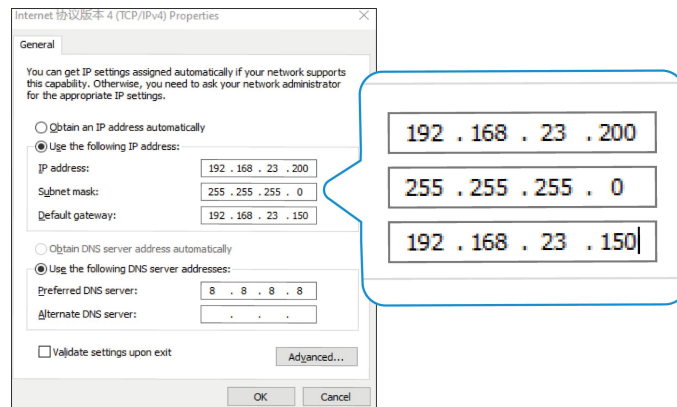 Internet 协议版本 4 (TCP/IPv4) Properties
General
You can get IP settings assigned automatically if your network supports
this capability. Otherwise, you need to ask your network administrator
for the appropriate IP settings.
Obtain an IP address automatically
Use the following IP address:
IP address: 192 . 168 . 23 . 200
Subnet mask: 255 . 255 . 255 . 0
Default gateway: 192 . 168 . 23 . 150
Obtain DNS server address automatically
Use the following DNS server addresses:
Preferred DNS server: 8 . 8 . 8 . 8
Alternate DNS server: . . .
Validate settings upon exit
Advanced...
OK Cancel
192 . 168 . 23 . 200
255 . 255 . 255 . 0
192 . 168 . 23 . 150